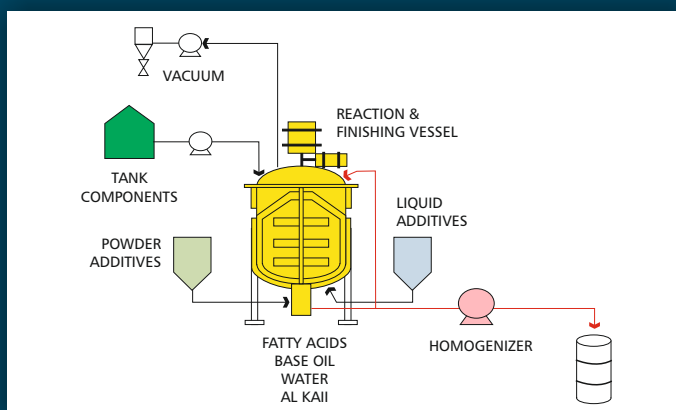 VACUUM
REACTION &
FINISHING VESSEL
TANK
COMPONENTS
LIQUID
ADDITIVES
POWDER
ADDITIVES
FATTY ACIDS
BASE OIL
WATER
AL KAII
HOMOGENIZER